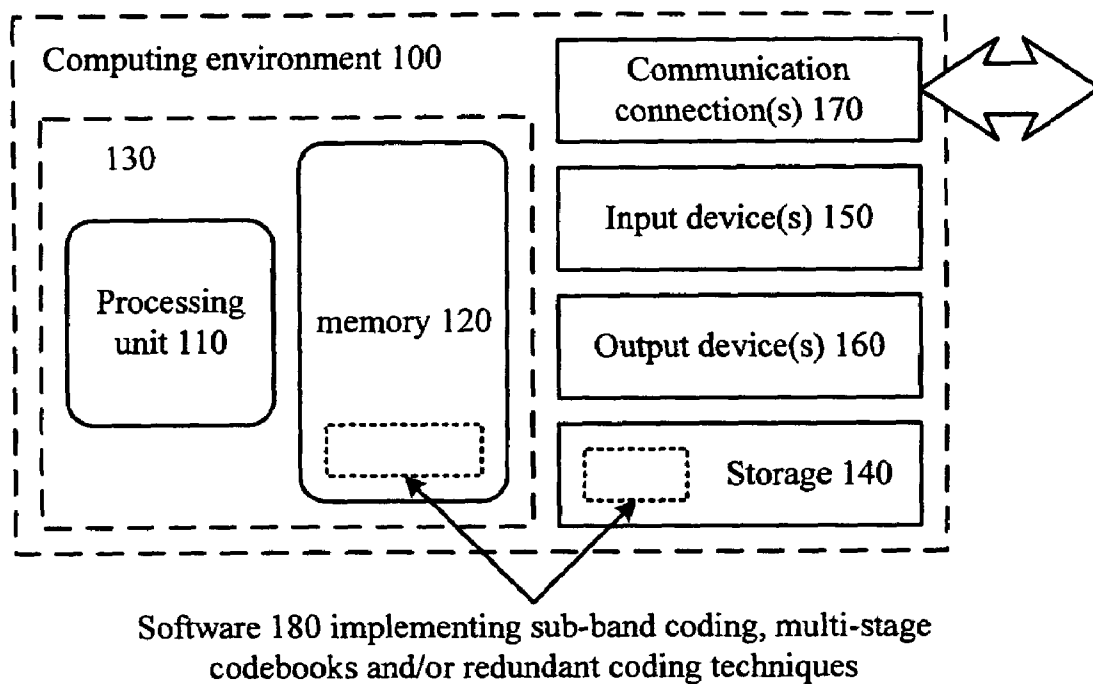 Computing environment 100
Communication
connection(s) 170
130
Processing
unit 110
memory 120
Input device(s) 150
Output device(s) 160
Storage 140
Software 180 implementing sub-band coding, multi-stage
codebooks and/or redundant coding techniques